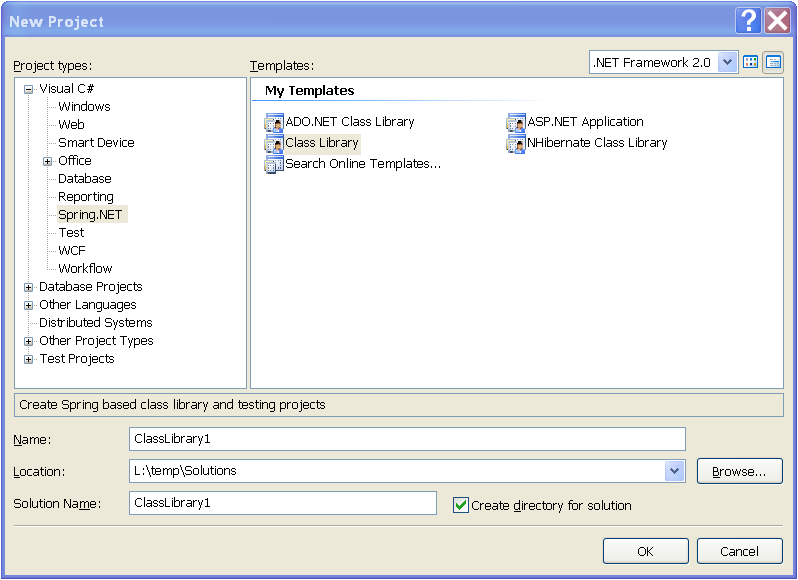 New Project
Project types:
Templates:
.NET Framework 2.0
Visual C#
Windows
Web
Smart Device
Office
Database
Reporting
Spring.NET
Test
WCF
Workflow
Database Projects
Other Languages
Distributed Systems
Other Project Types
Test Projects
My Templates
ADO.NET Class Library
ASP.NET Application
Class Library
NHibernate Class Library
Search Online Templates...
Create Spring based class library and testing projects
Name:
ClassLibrary1
Location:
L:\temp\Solutions
Browse...
Solution Name:
ClassLibrary1
Create directory for solution
OK
Cancel